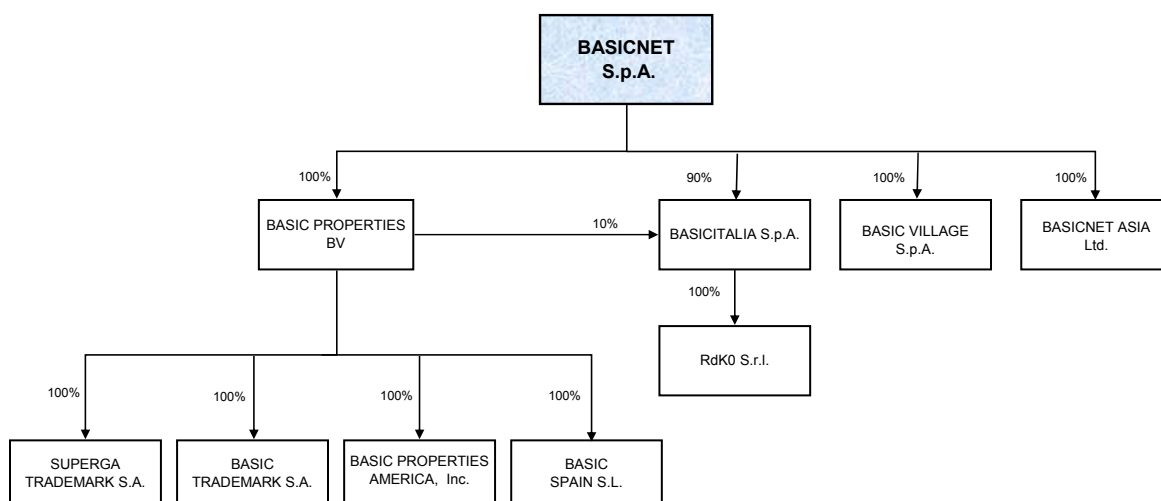 BASICNET
S.p.A.
100%
90%
100%
100%
BASIC PROPERTIES
BV
10%
BASICITALIA S.p.A.
BASIC VILLAGE
S.p.A.
BASICNET ASIA
Ltd.
100%
RdK0 S.r.l.
100%
100%
100%
100%
SUPERGA
TRADEMARK S.A.
BASIC
TRADEMARK S.A.
BASIC PROPERTIES
AMERICA, Inc.
BASIC
SPAIN S.L.